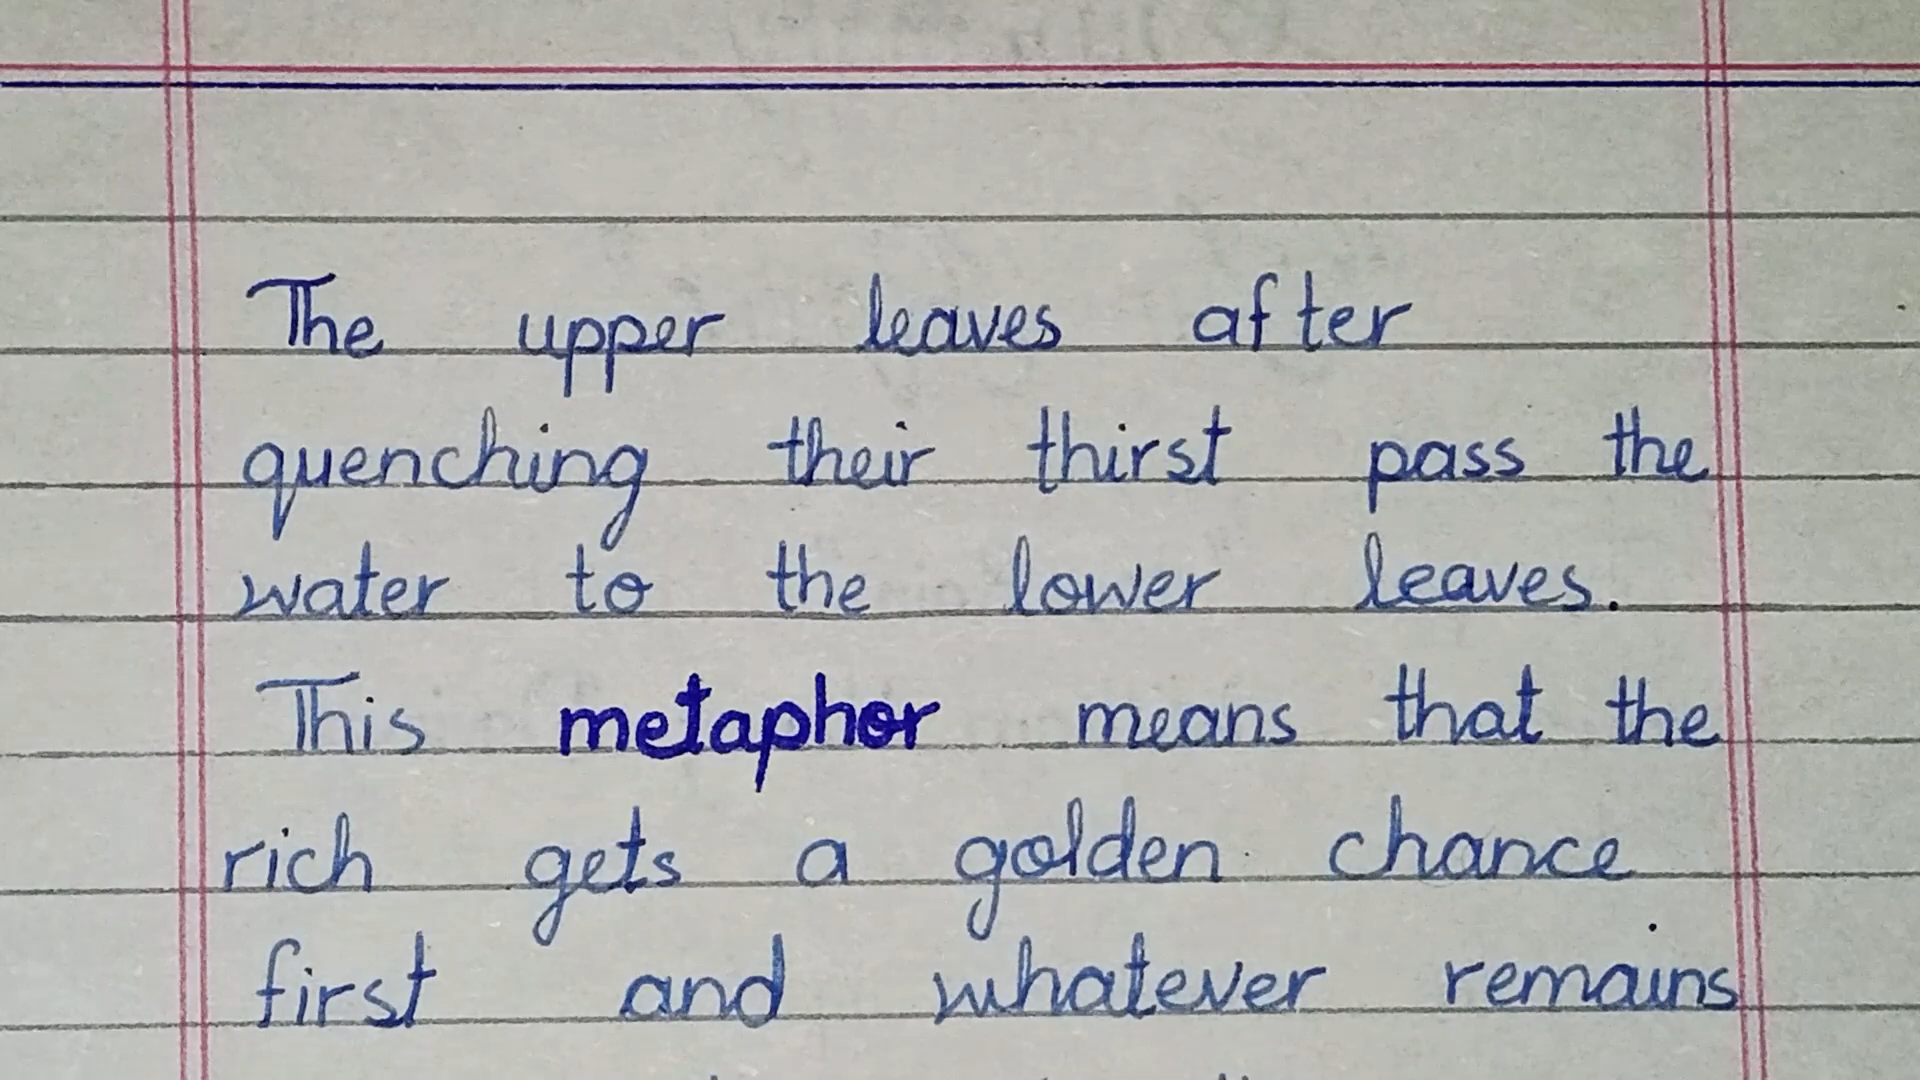 The upper leaves after
quenching their thirst pass the
water to the lower leaves.
This metaphor means that the
rich gets a golden chance
first and whatever remains